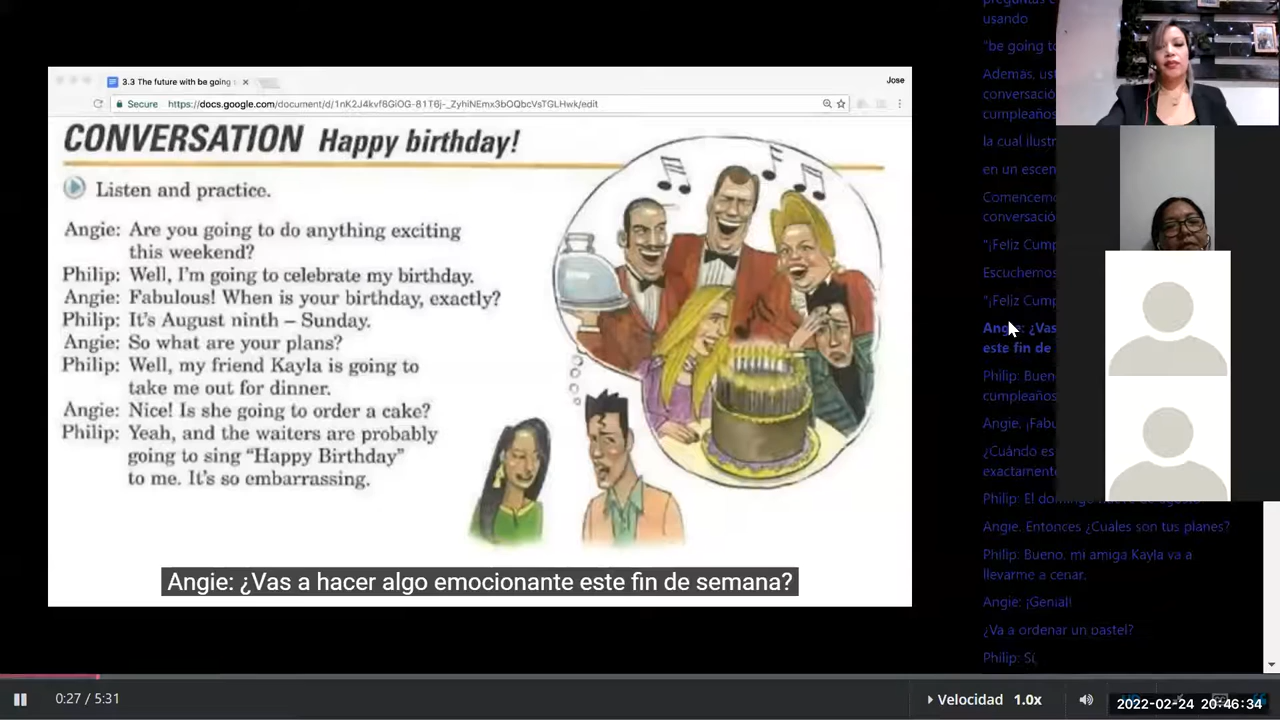 3.3 The future with be going
Jose
Secure https://docs.google.com/document/d/1nK2J4kvf8GiOG-81T6j-_ZyhiNEmx3bOQbcVsTGLHwk/edit
CONVERSATION Happy birthday!
Listen and practice.
Angie: Are you going to do anything exciting
this weekend?
Philip: Well, I'm going to celebrate my birthday.
Angie: Fabulous! When is your birthday, exactly?
Philip: It's August ninth – Sunday.
Angie: So what are your plans?
Philip: Well, my friend Kayla is going to
take me out for dinner.
Angie: Nice! Is she going to order a cake?
Philip: Yeah, and the waiters are probably
going to sing “Happy Birthday”
to me. It's so embarrassing.
Angie: ¿Vas a hacer algo emocionante este fin de semana?
usando
"be going to
Además,
conversació
cumpleaños
la cual ilust
en un escen
Comencemo
conversació
"¡Feliz Cump
Escuchemos
"¡Feliz Cump
Angie: ¿Vas
este fin de
Philip: Buen
cumpleaños
Angie. ¡Fabu
¿Cuándo es
exactamente
Philip: El domingo nueve de agosto
Angie. Entonces ¿Cuales son tus planes?
Philip: Bueno, mi amiga Kayla va a
llevarme a cenar.
Angie: ¡Genial!
¿Va a ordenar un pastel?
Philip: Sí,
0:27 / 5:31
Velocidad 1.0x
2022-02-24 20:46:34